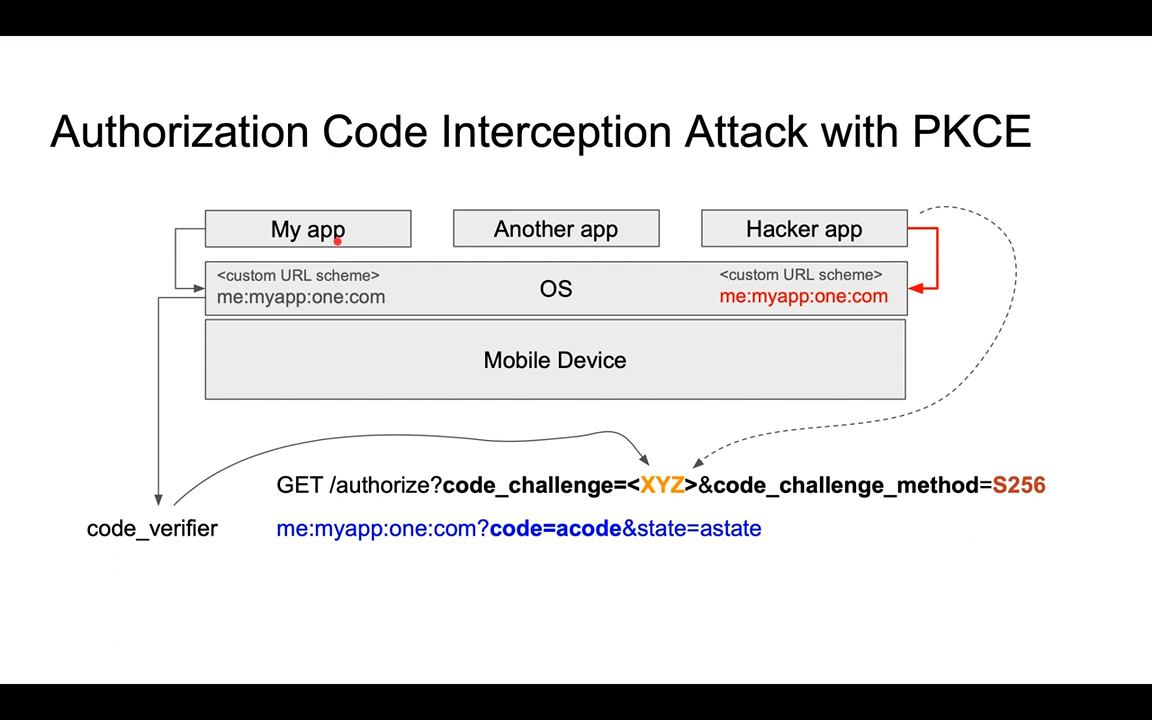 Authorization Code Interception Attack with PKCE
My app
Another app
Hacker app
<custom URL scheme>
me:myapp:one:com
OS
<custom URL scheme>
me:myapp:one:com
Mobile Device
GET /authorize?code_challenge=<XYZ>&code_challenge_method=S256
code_verifier
me:myapp:one:com?code=acode&state=astate